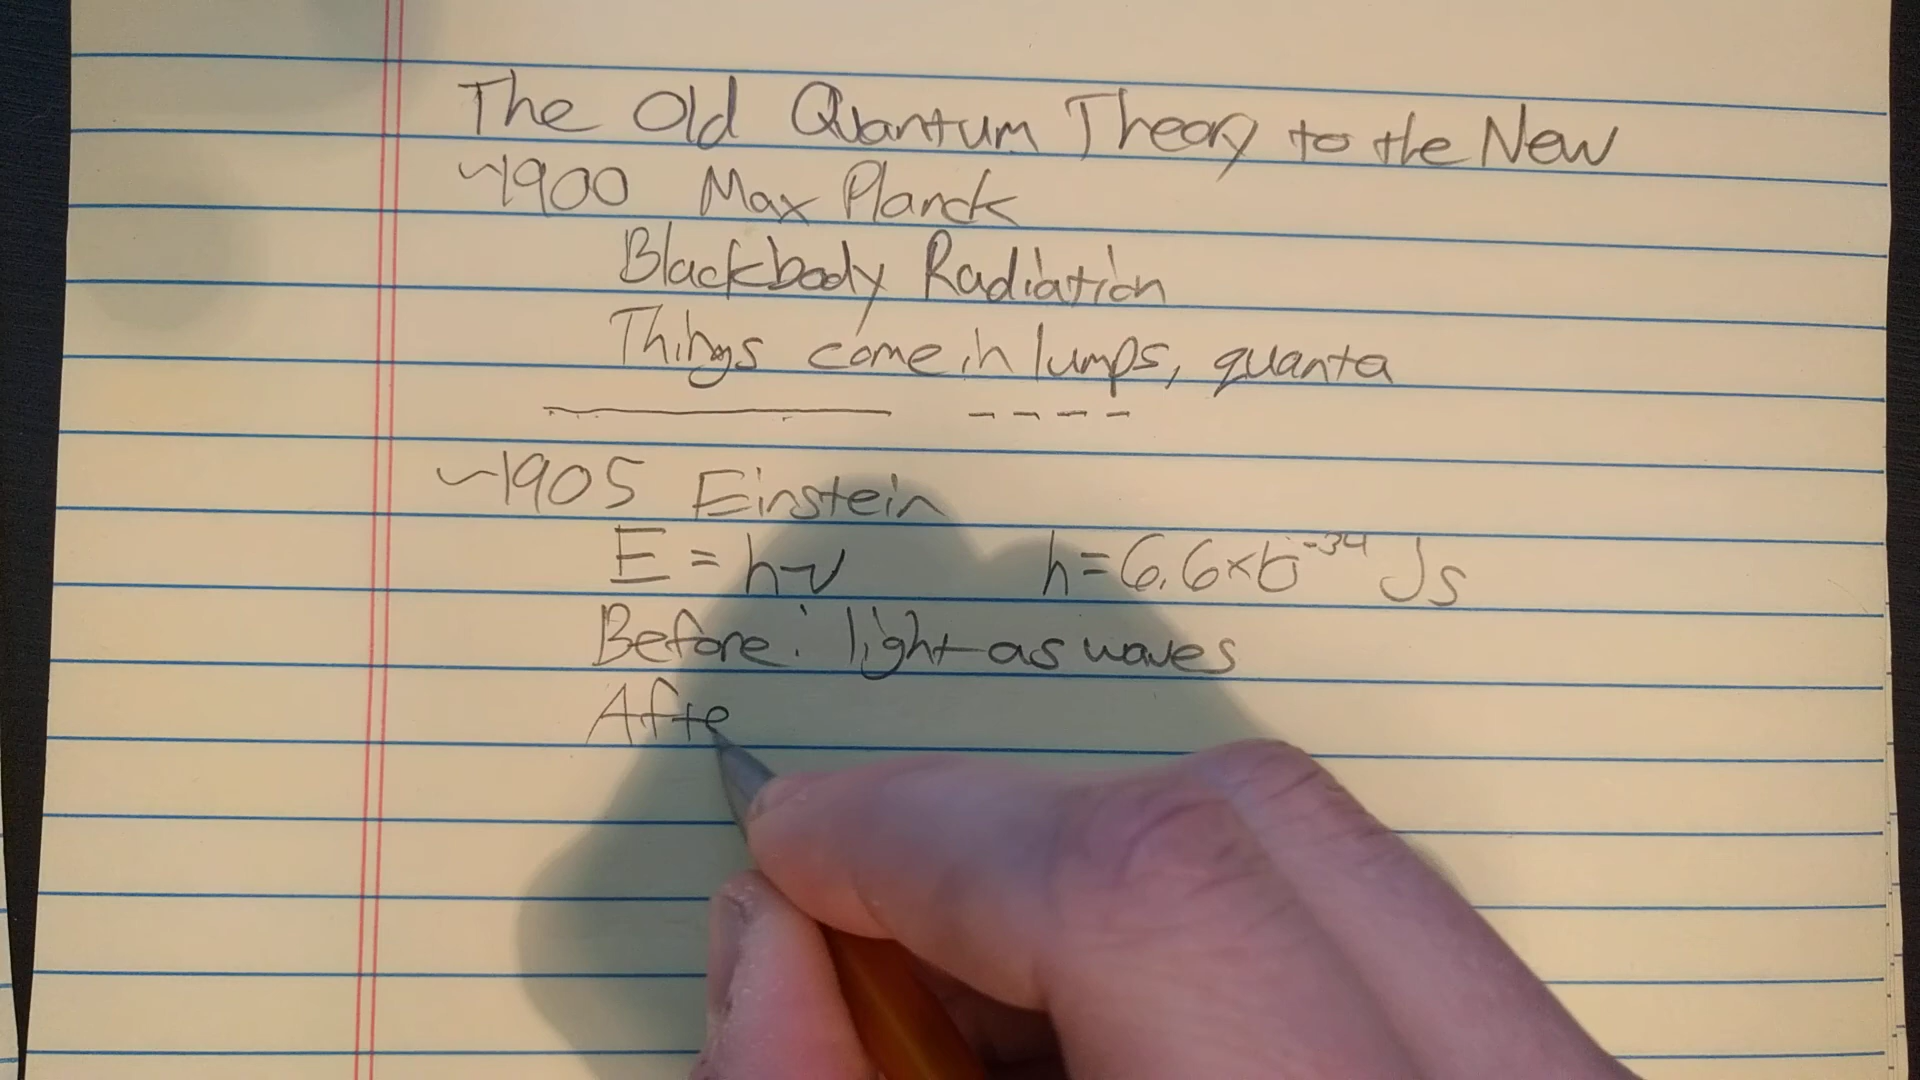 The Old Quantum Theory to the New
~1900 Max Planck
Blackbody Radiation
Things come in lumps, quanta
~1905 Einstein
E = hν h = 6.6×10⁻³⁴ Js
Before: light as waves
Afte